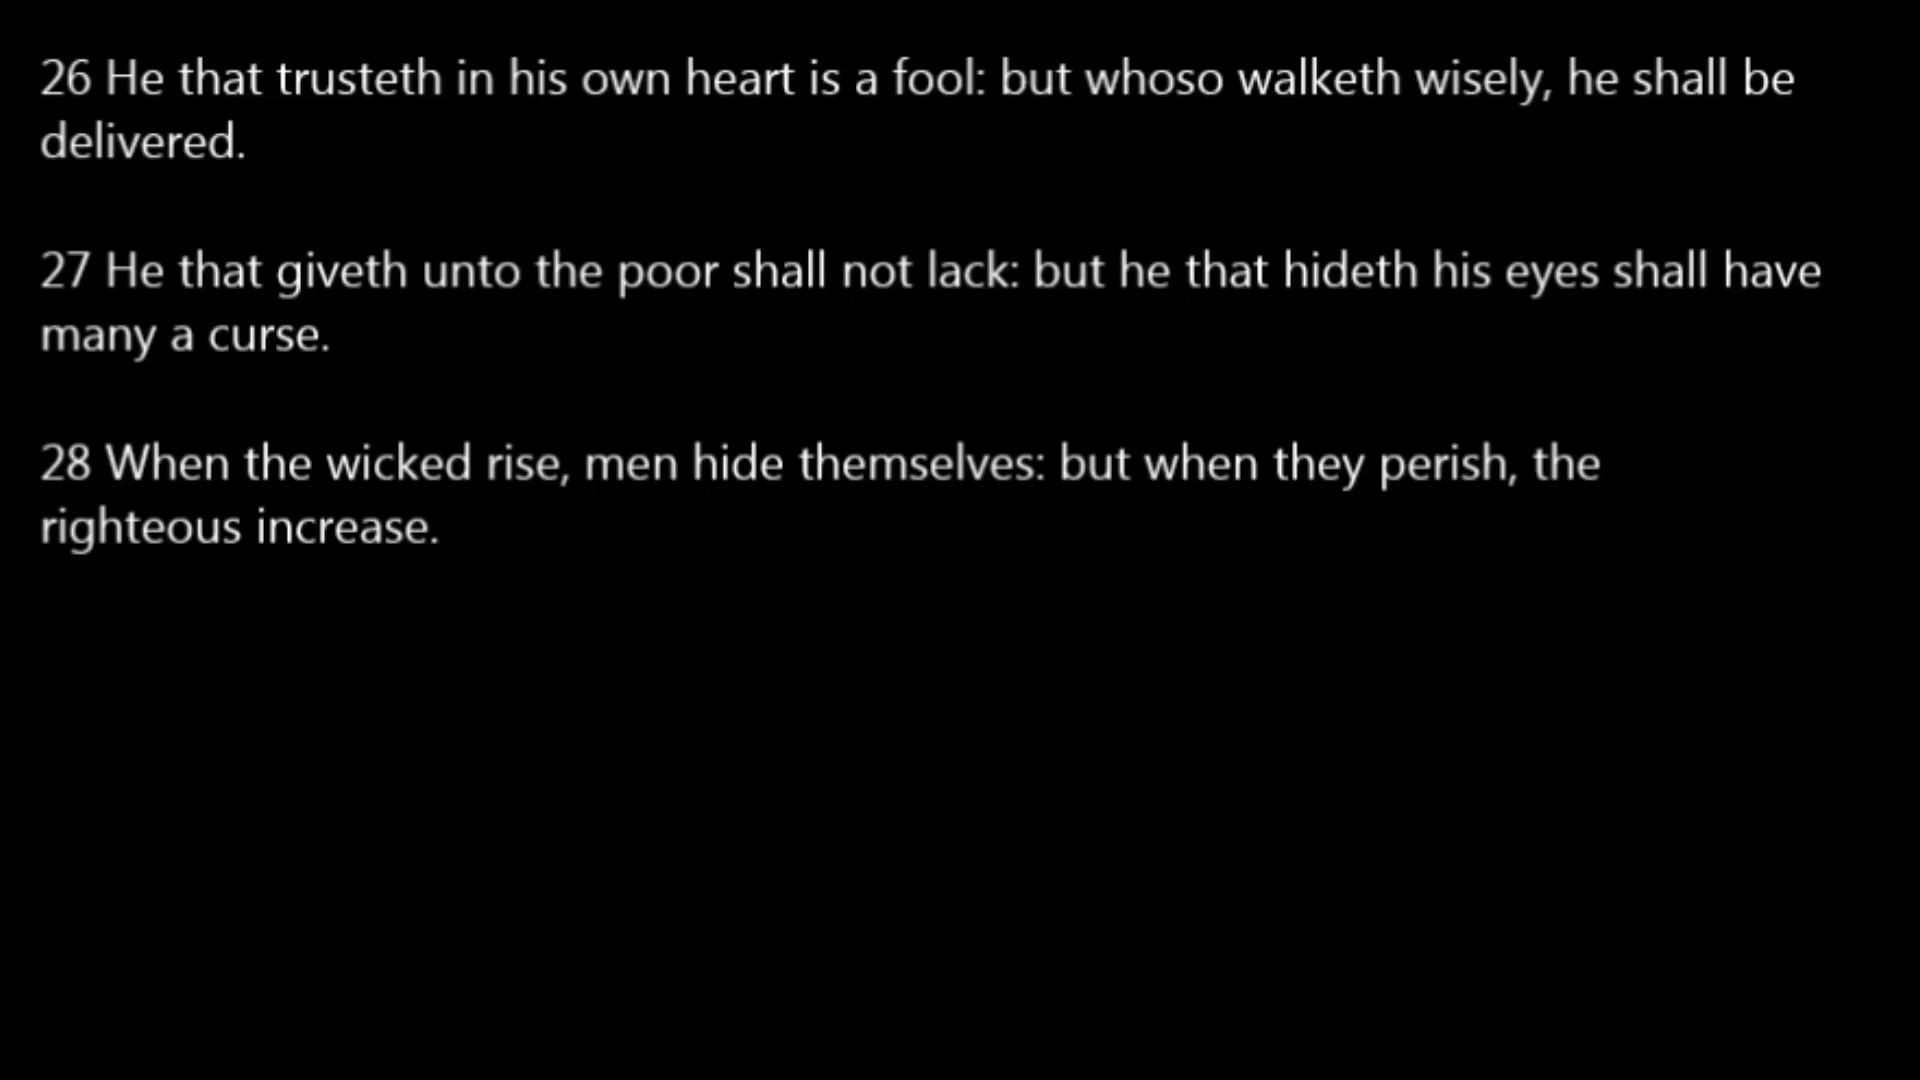 26 He that trusteth in his own heart is a fool: but whoso walketh wisely, he shall be
delivered.
27 He that giveth unto the poor shall not lack: but he that hideth his eyes shall have
many a curse.
28 When the wicked rise, men hide themselves: but when they perish, the
righteous increase.